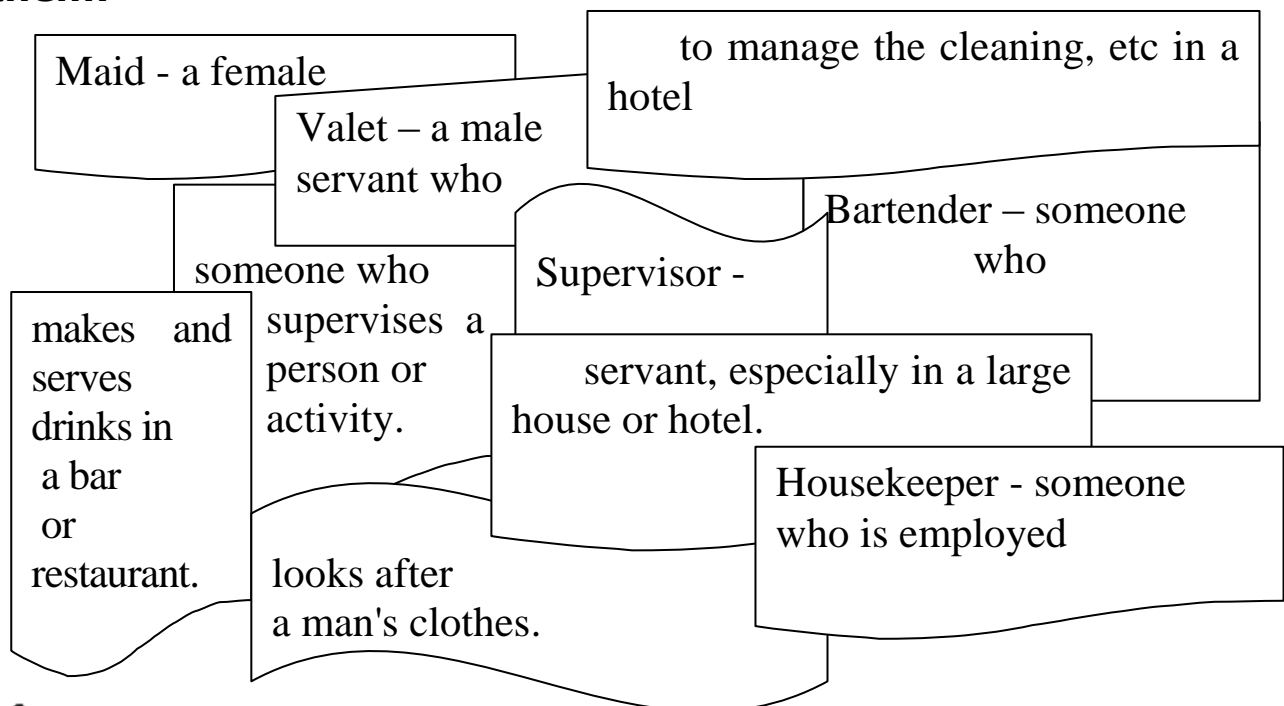 Maid - a female
to manage the cleaning, etc in a
hotel
Valet – a male
servant who
Bartender – someone
who
someone who
supervises a
person or
activity.
Supervisor -
makes and
serves
drinks in
a bar
or
restaurant.
servant, especially in a large
house or hotel.
Housekeeper - someone
who is employed
looks after
a man's clothes.